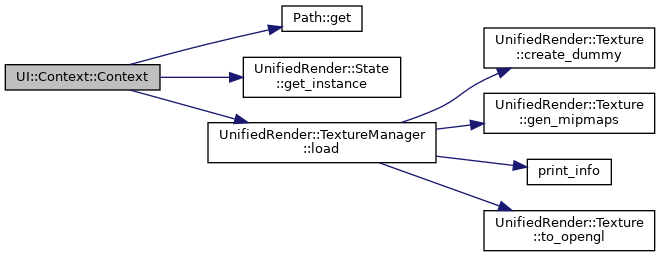 UI::Context::Context
Path::get
UnifiedRender::State
::get_instance
UnifiedRender::TextureManager
::load
UnifiedRender::Texture
::create_dummy
UnifiedRender::Texture
::gen_mipmaps
print_info
UnifiedRender::Texture
::to_opengl